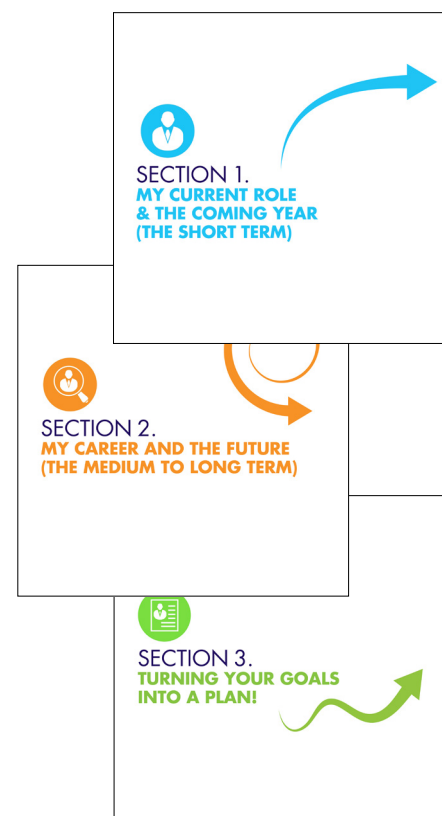 SECTION 1.
MY CURRENT ROLE
& THE COMING YEAR
(THE SHORT TERM)
SECTION 2.
MY CAREER AND THE FUTURE
(THE MEDIUM TO LONG TERM)
SECTION 3.
TURNING YOUR GOALS
INTO A PLAN!